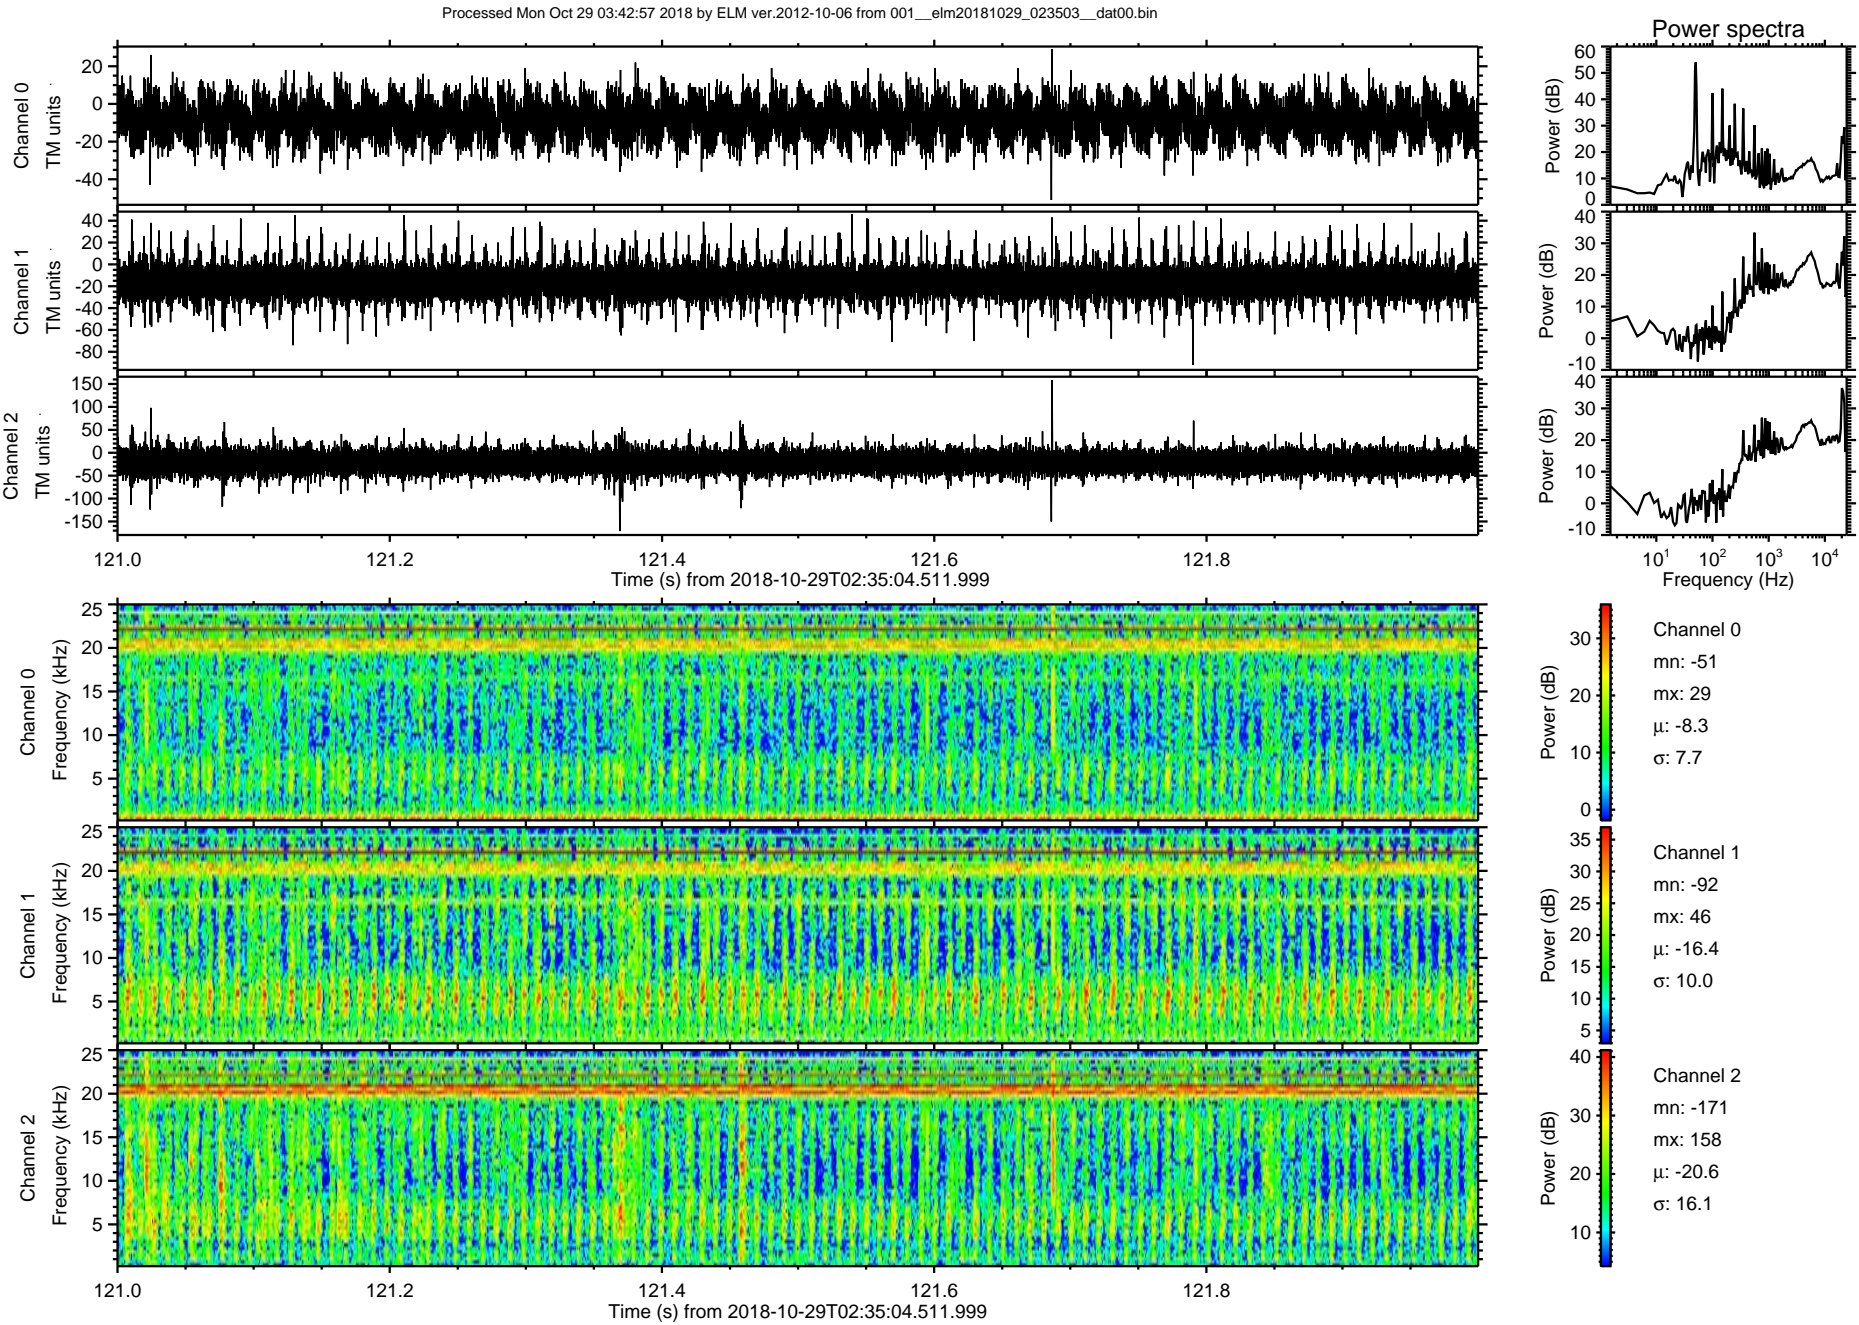 Processed Mon Oct 29 03:42:57 2018 by ELM ver.2012-10-06 from 001__elm20181029_023503__dat00.bin
Power spectra
Channel 0
TM units
20
0
-20
-40
Power (dB)
60
50
40
30
20
10
0
Channel 1
TM units
40
20
0
-20
-40
-60
-80
Power (dB)
40
30
20
10
0
-10
Channel 2
TM units
150
100
50
0
-50
-100
-150
Power (dB)
40
30
20
10
0
-10
121.0 121.2 121.4 121.6 121.8
Time (s) from 2018-10-29T02:35:04.511.999
10¹ 10² 10³ 10⁴
Frequency (Hz)
Channel 0
Frequency (kHz)
25
20
15
10
5
Power (dB)
30
20
10
0
Channel 0
mn: -51
mx: 29
μ: -8.3
σ: 7.7
Channel 1
Frequency (kHz)
25
20
15
10
5
Power (dB)
35
30
25
20
15
10
5
Channel 1
mn: -92
mx: 46
μ: -16.4
σ: 10.0
Channel 2
Frequency (kHz)
25
20
15
10
5
Power (dB)
40
30
20
10
Channel 2
mn: -171
mx: 158
μ: -20.6
σ: 16.1
121.0 121.2 121.4 121.6 121.8
Time (s) from 2018-10-29T02:35:04.511.999